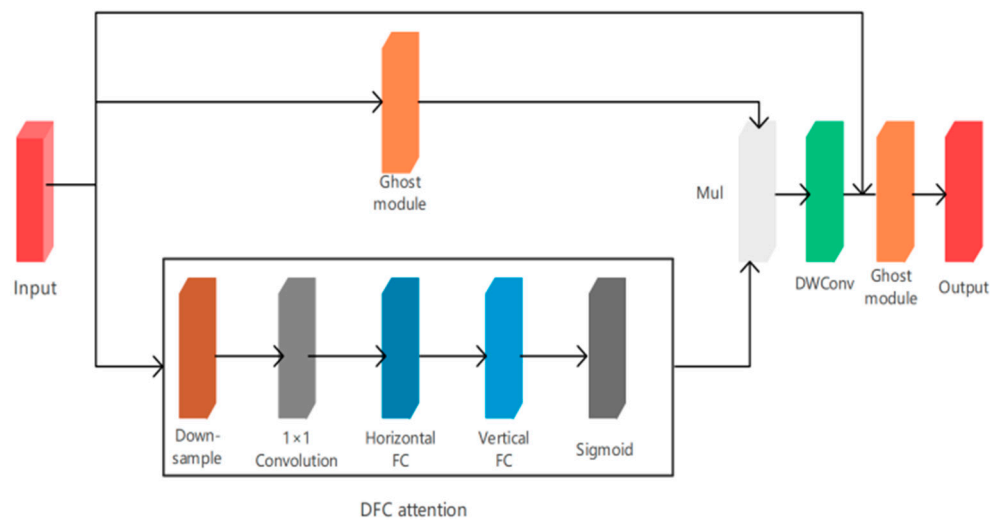 Ghost
module
Mul
Input
DWConv
Ghost
module
Output
Down-
sample
1×1
Convolution
Horizontal
FC
Vertical
FC
Sigmoid
DFC attention